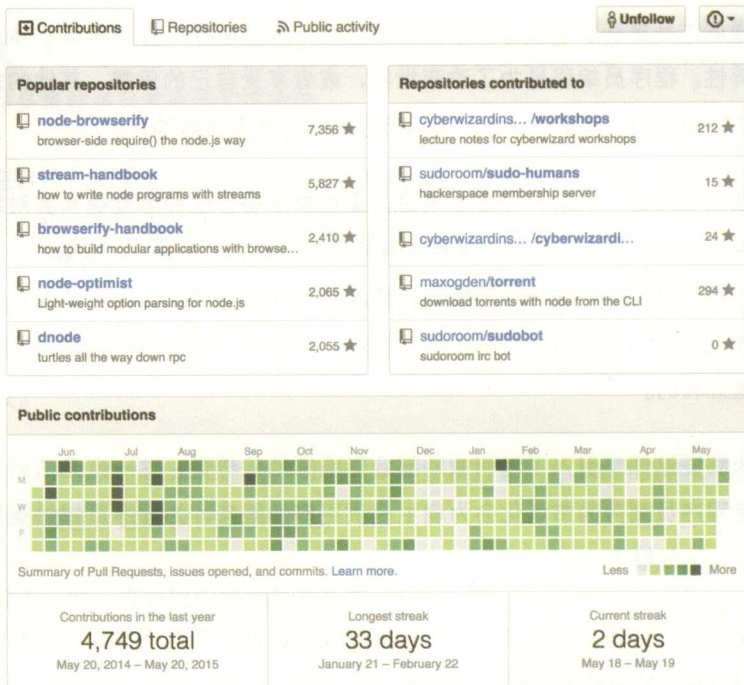 Contributions
Repositories
Public activity
Unfollow
Popular repositories
node-browserify
browser-side require() the node.js way
7,356
stream-handbook
how to write node programs with streams
5,827
browserify-handbook
how to build modular applications with browse...
2,410
node-optimist
Light-weight option parsing for node.js
2,065
dnode
turtles all the way down rpc
2,055
Repositories contributed to
cyberwizardins... /workshops
lecture notes for cyberwizard workshops
212
sudoroom/sudo-humans
hackerspace membership server
15
cyberwizardins... /cyberwizardi...
24
maxogden/torrent
download torrents with node from the CLI
294
sudoroom/sudobot
sudoroom irc bot
0
Public contributions
Jun Jul Aug Sep Oct Nov Dec Jan Feb Mar Apr May
M
W
F
Summary of Pull Requests, issues opened, and commits. Learn more.
Less More
Contributions in the last year
4,749 total
May 20, 2014 – May 20, 2015
Longest streak
33 days
January 21 – February 22
Current streak
2 days
May 18 – May 19